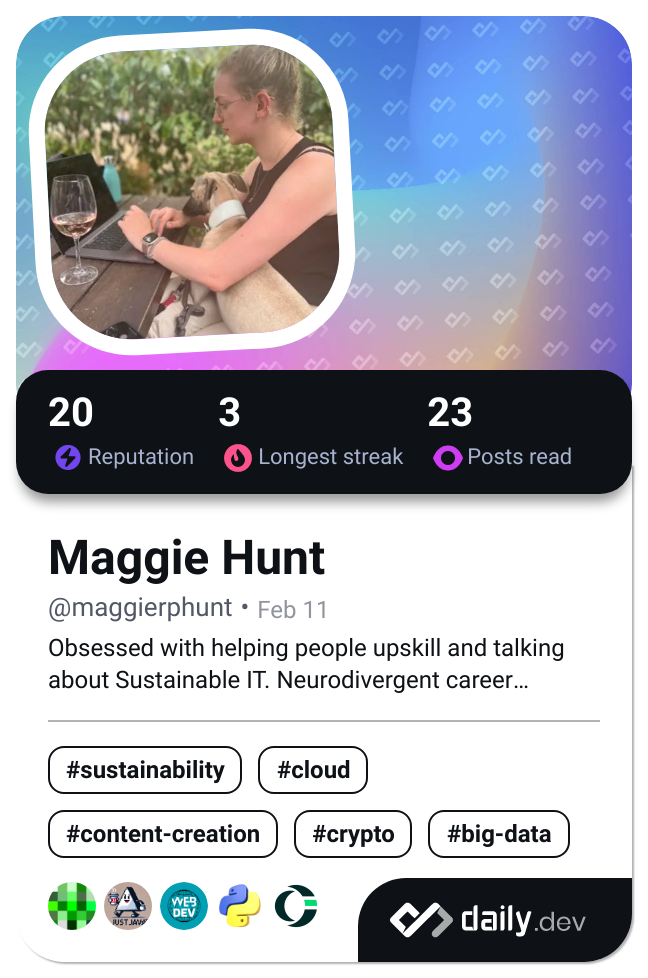 20 3 23
Reputation Longest streak Posts read
Maggie Hunt
@maggierphunt • Feb 11
Obsessed with helping people upskill and talking
about Sustainable IT. Neurodivergent career…
#sustainability #cloud
#content-creation #crypto #big-data
JUST JAVA WEB
DEV
daily.dev